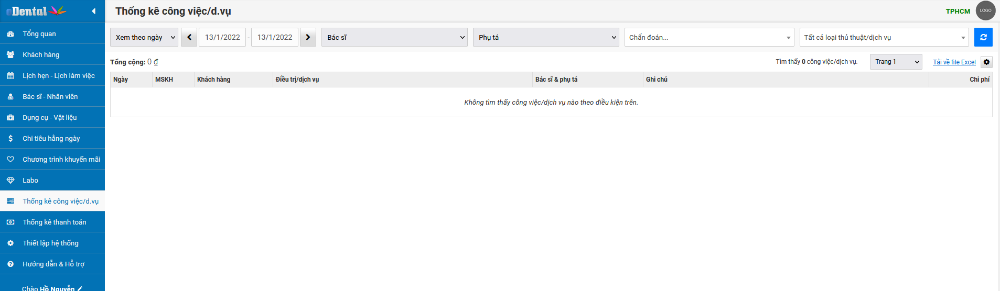 eDental
Thống kê công việc/d.vụ
TPHCM
LOGO
Tổng quan
Khách hàng
Lịch hẹn - Lịch làm việc
Bác sĩ - Nhân viên
Dụng cụ - Vật liệu
Chi tiêu hằng ngày
Chương trình khuyến mãi
Labo
Thống kê công việc/d.vụ
Thống kê thanh toán
Thiết lập hệ thống
Hướng dẫn & Hỗ trợ
Chào Hồ Nguyễn
Xem theo ngày 13/1/2022 - 13/1/2022 Bác sĩ Phụ tá Chẩn đoán... Tất cả loại thủ thuật/dịch vụ
Tổng cộng: 0 ₫ Tìm thấy 0 công việc/dịch vụ. Trang 1 Tải về file Excel
Ngày MSKH Khách hàng Điều trị/dịch vụ Bác sĩ & phụ tá Ghi chú Chi phí
Không tìm thấy công việc/dịch vụ nào theo điều kiện trên.